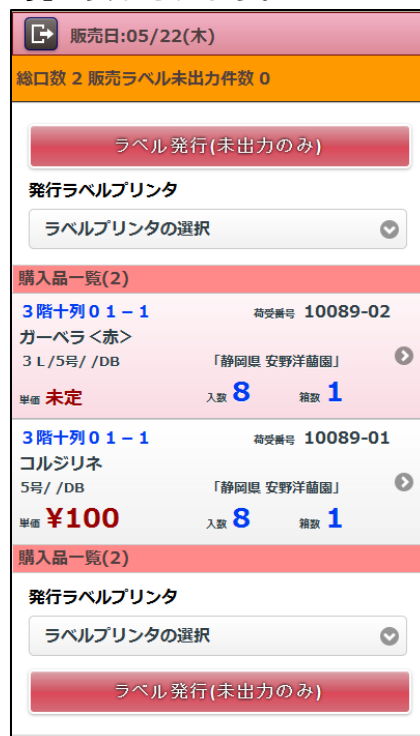 販売日:05/22(木)
総口数 2 販売ラベル未出力件数 0
ラベル発行(未出力のみ)
発行ラベルプリンタ
ラベルプリンタの選択
購入品一覧(2)
3階十列01−1 荷受番号 10089-02
ガーベラ<赤>
3L/5号/ /DB 「静岡県 安野洋蘭園」
単価 未定 入数 8 箱数 1
3階十列01−1 荷受番号 10089-01
コルジリネ
5号/ /DB 「静岡県 安野洋蘭園」
単価 ¥100 入数 8 箱数 1
購入品一覧(2)
発行ラベルプリンタ
ラベルプリンタの選択
ラベル発行(未出力のみ)